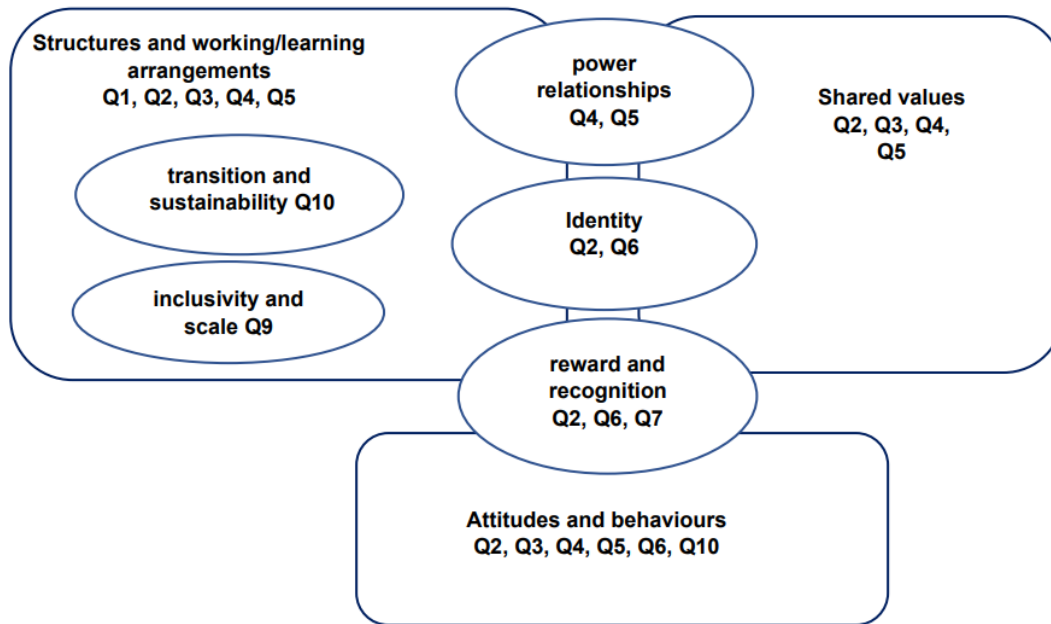 Structures and working/learning
arrangements
Q1, Q2, Q3, Q4, Q5
transition and
sustainability Q10
inclusivity and
scale Q9
power
relationships
Q4, Q5
Identity
Q2, Q6
reward and
recognition
Q2, Q6, Q7
Shared values
Q2, Q3, Q4,
Q5
Attitudes and behaviours
Q2, Q3, Q4, Q5, Q6, Q10